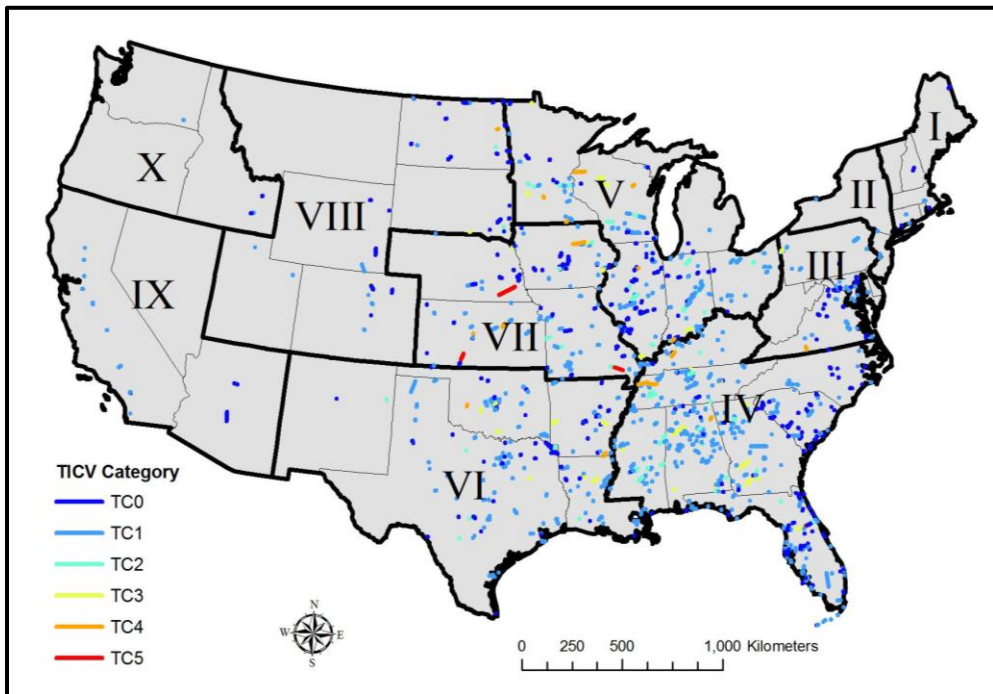 I
II
X
V
VIII
III
IX
VII
IV
VI
TICV Category
TC0
TC1
TC2
TC3
TC4
TC5
N
W E
S
0 250 500 1,000 Kilometers